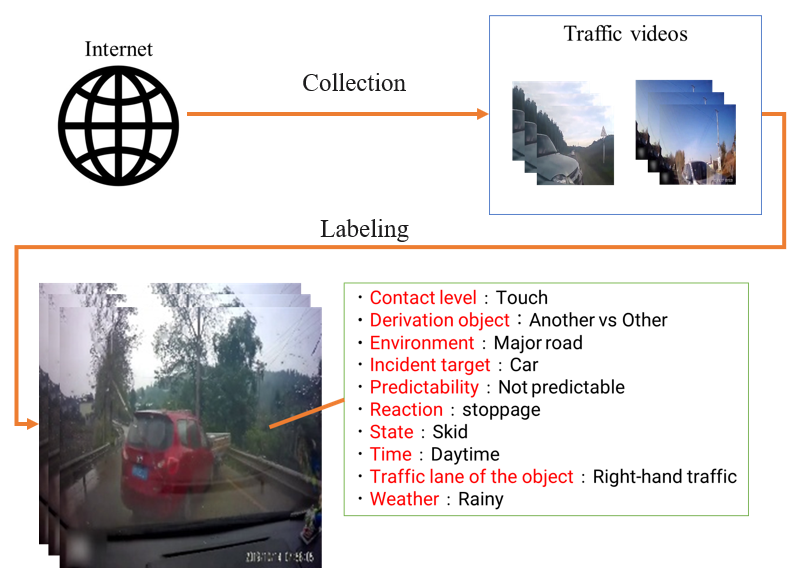 Internet
Traffic videos
Collection
Labeling
・Contact level：Touch
・Derivation object：Another vs Other
・Environment：Major road
・Incident target：Car
・Predictability：Not predictable
・Reaction：stoppage
・State：Skid
・Time：Daytime
・Traffic lane of the object：Right-hand traffic
・Weather：Rainy